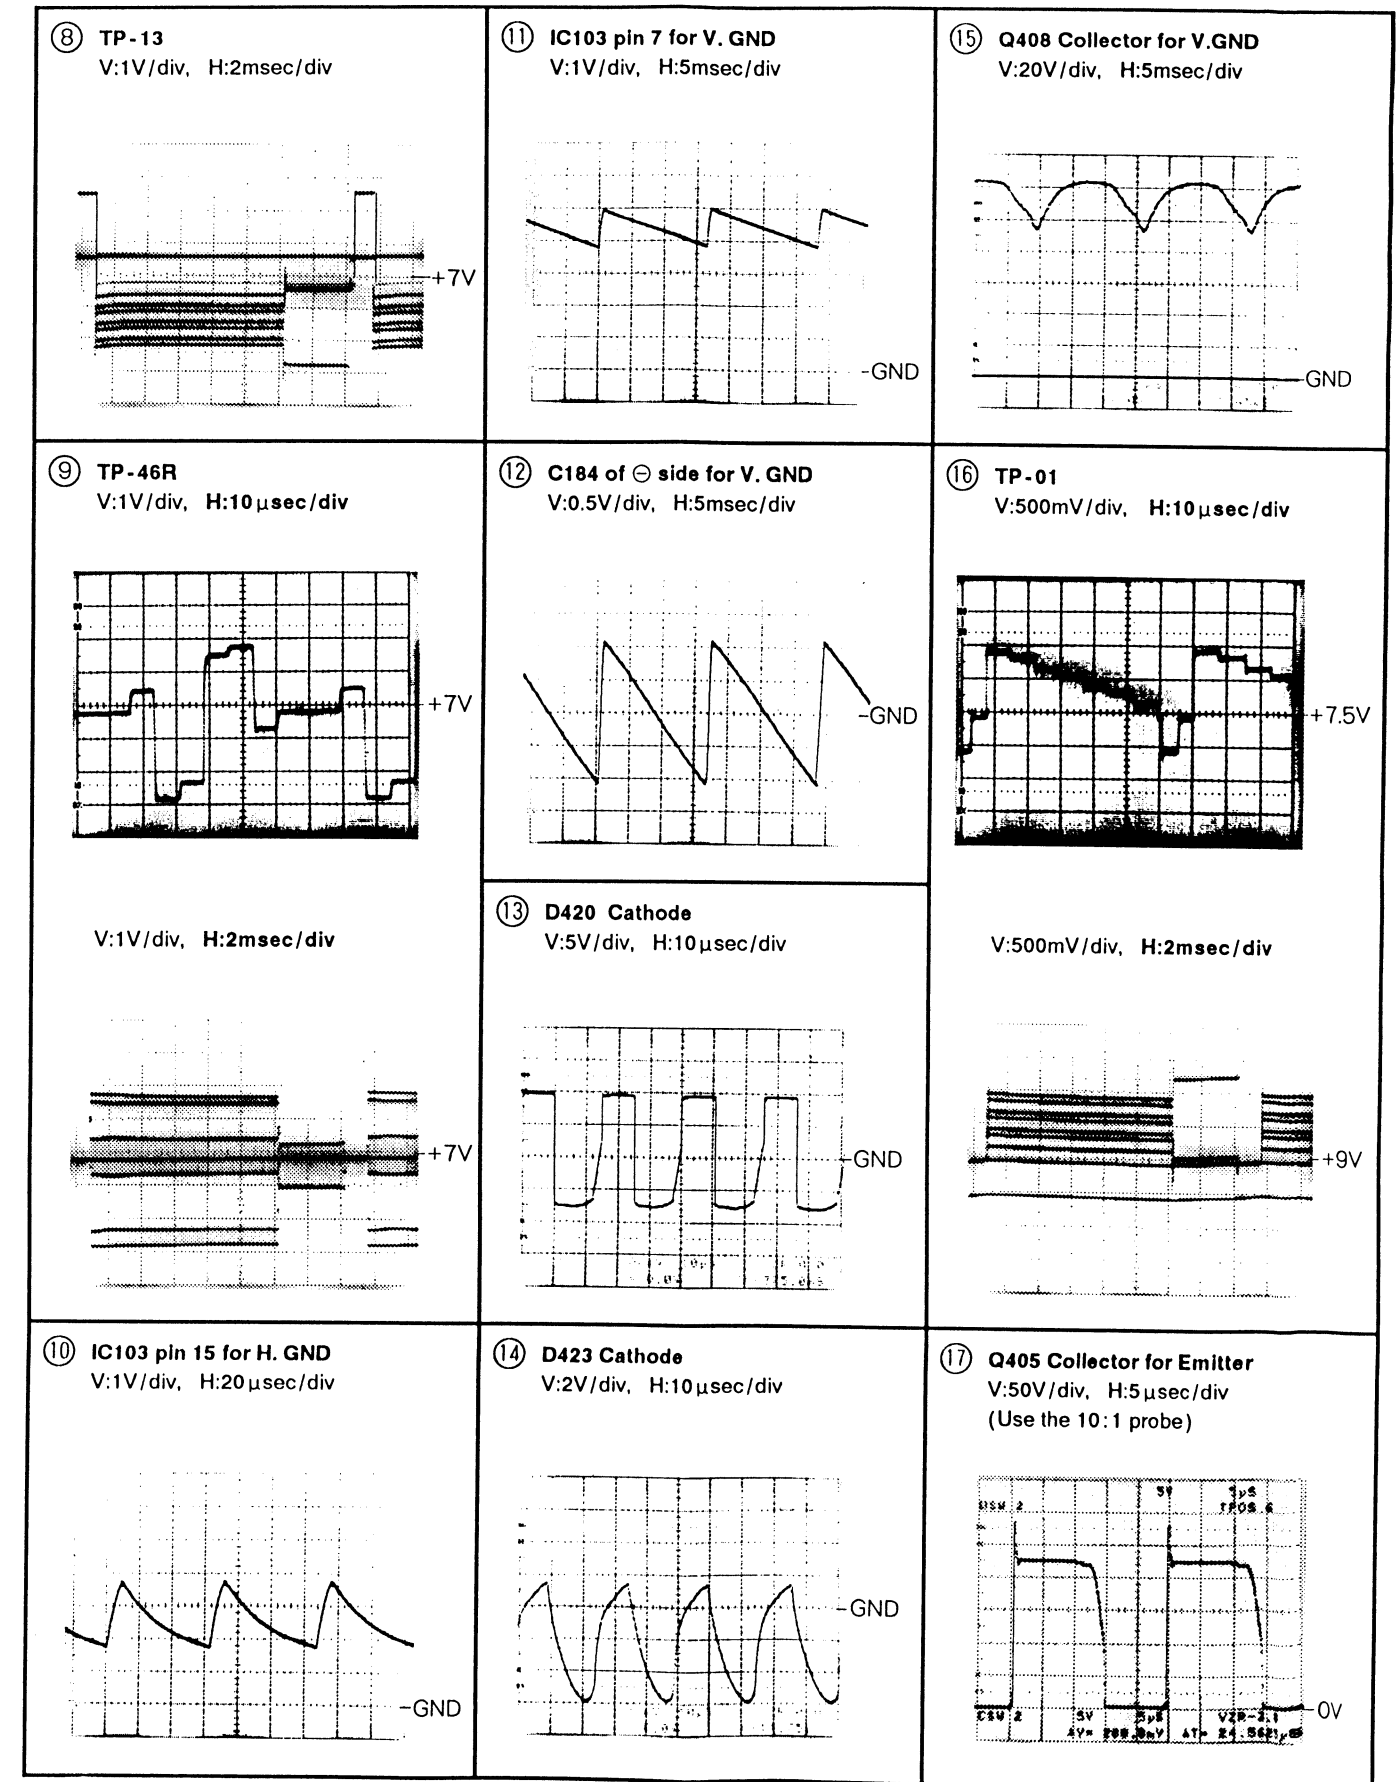 ⑧ TP-13
V:1V/div, H:2msec/div
+7V
⑨ TP-46R
V:1V/div, H:10μsec/div
+7V
V:1V/div, H:2msec/div
+7V
⑩ IC103 pin 15 for H. GND
V:1V/div, H:20μsec/div
GND
⑪ IC103 pin 7 for V. GND
V:1V/div, H:5msec/div
GND
⑫ C184 of ⊖ side for V. GND
V:0.5V/div, H:5msec/div
GND
⑬ D420 Cathode
V:5V/div, H:10μsec/div
GND
⑭ D423 Cathode
V:2V/div, H:10μsec/div
GND
⑮ Q408 Collector for V.GND
V:20V/div, H:5msec/div
GND
⑯ TP-01
V:500mV/div, H:10μsec/div
+7.5V
V:500mV/div, H:2msec/div
+9V
⑰ Q405 Collector for Emitter
V:50V/div, H:5μsec/div
(Use the 10:1 probe)
5V
TPOS 6
0V
5V 5μS